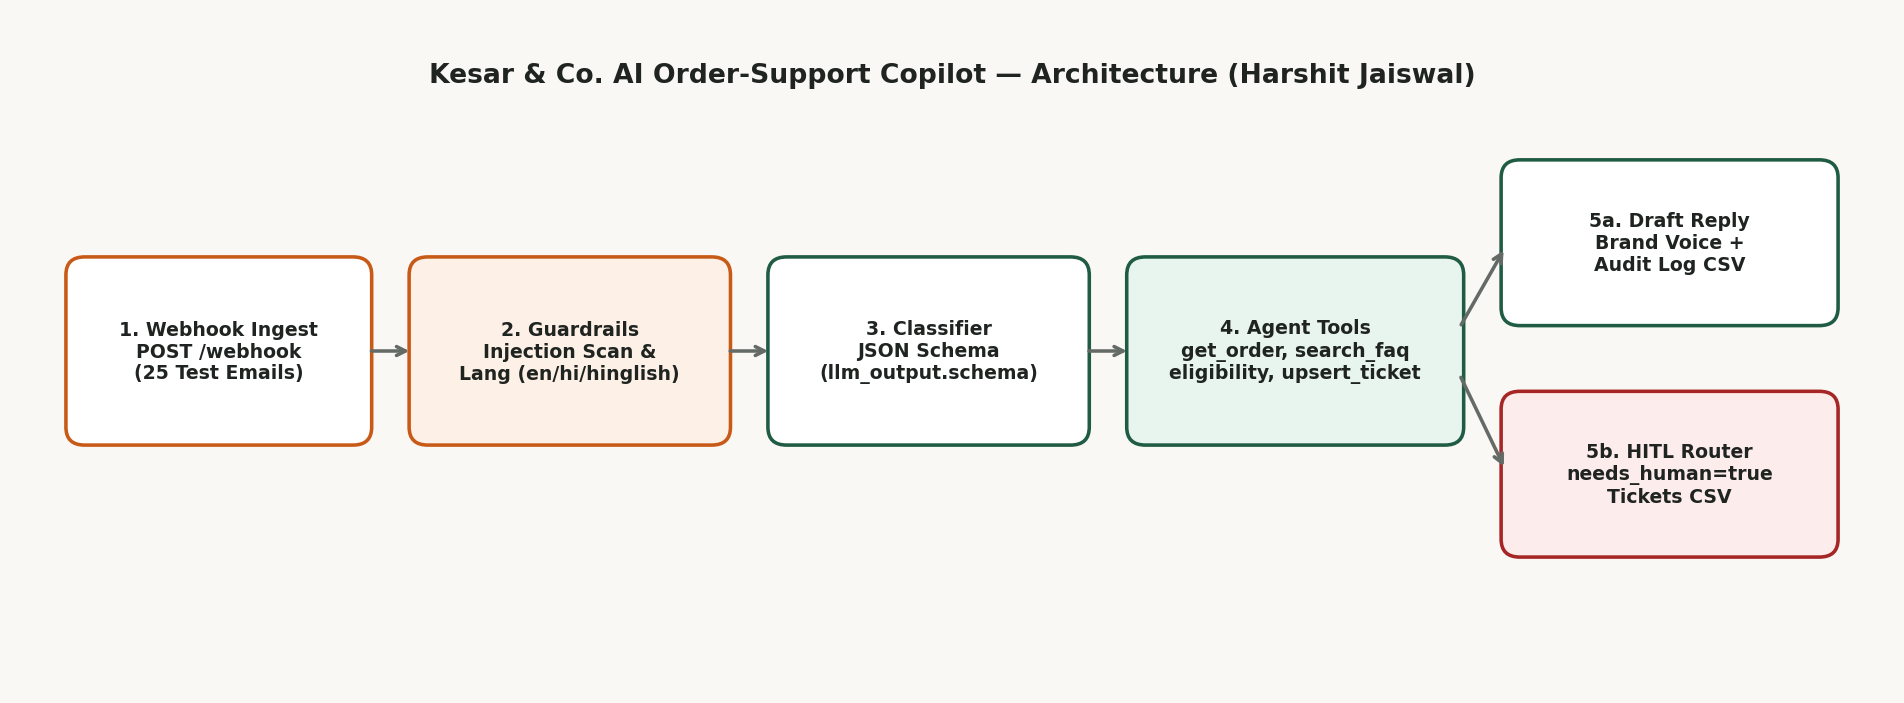 Kesar & Co. AI Order-Support Copilot — Architecture (Harshit Jaiswal)
1. Webhook Ingest
POST /webhook
(25 Test Emails)
2. Guardrails
Injection Scan &
Lang (en/hi/hinglish)
3. Classifier
JSON Schema
(llm_output.schema)
4. Agent Tools
get_order, search_faq
eligibility, upsert_ticket
5a. Draft Reply
Brand Voice +
Audit Log CSV
5b. HITL Router
needs_human=true
Tickets CSV